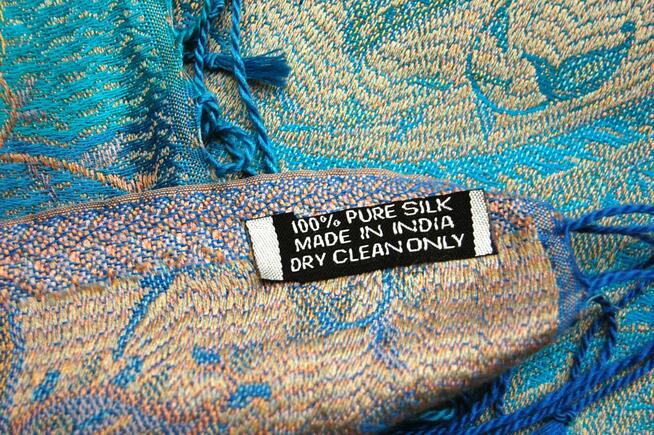 100% PURE SILK
MADE IN INDIA
DRY CLEAN ONLY